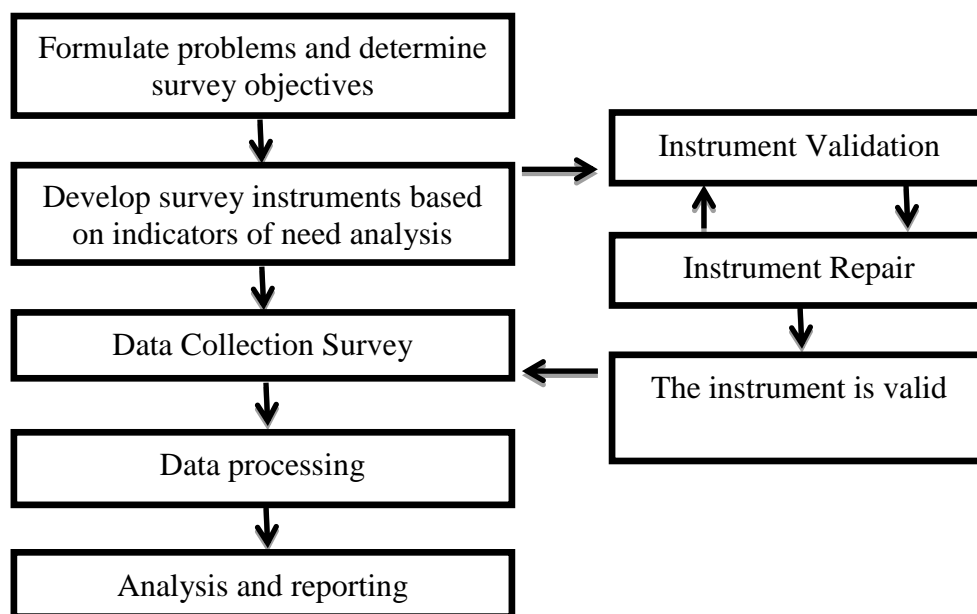 Formulate problems and determine
survey objectives
Develop survey instruments based
on indicators of need analysis
Data Collection Survey
Data processing
Analysis and reporting
Instrument Validation
Instrument Repair
The instrument is valid